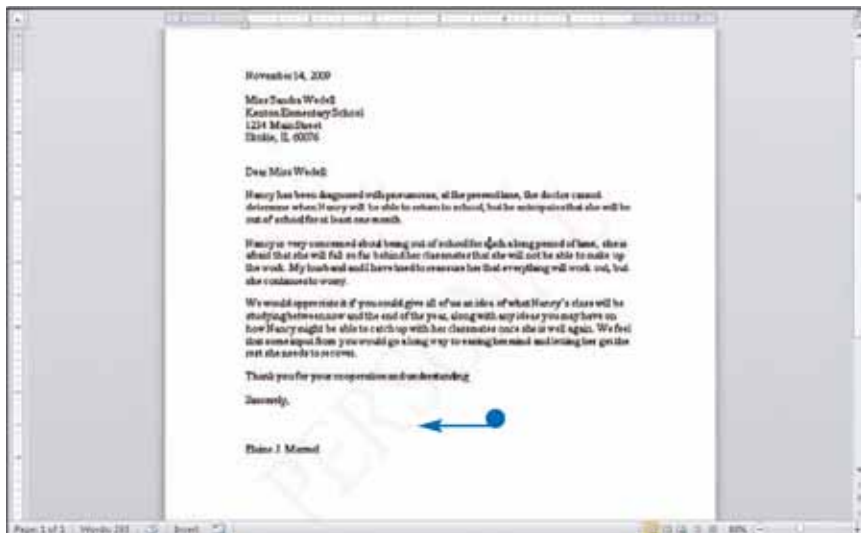 November 14, 2009
Miss Sandra Wedell
Kenton Elementary School
1234 Main Street
Skokie, IL 60076
Dear Miss Wedell:
Nancy has been diagnosed with pneumonia, at the present time, the doctor cannot
determine when Nancy will be able to return to school, but he anticipates that she will be
out of school for at least one month.
Nancy is very concerned about being out of school for such a long period of time, she is
afraid that she will fall so far behind her classmates that she will not be able to make up
the work. My husband and I have tried to reassure her that everything will work out, but
she continues to worry.
We would appreciate it if you could give all of us an idea of what Nancy's class will be
studying between now and the end of the year, along with any ideas you may have on
how Nancy might be able to catch up with her classmates once she is well again. We feel
that some input from you would go a long way to easing her mind and letting her get the
rest she needs to recover.
Thank you for your cooperation and understanding
Sincerely,
Elaine J. Marmel
PERSONAL
Page: 1 of 1 Words: Insert 80%